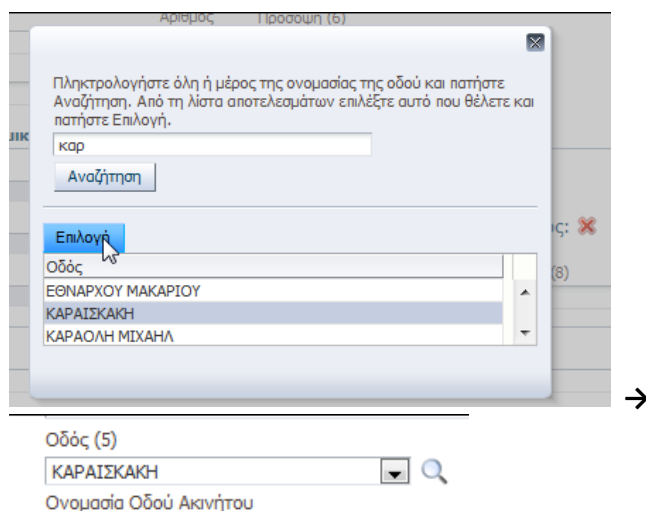 Αριθμός Πρόσοψη (6)
Πληκτρολογήστε όλη ή μέρος της ονομασίας της οδού και πατήστε
Αναζήτηση. Από τη λίστα αποτελεσμάτων επιλέξτε αυτό που θέλετε και
πατήστε Επιλογή.
καρ
Αναζήτηση
Επιλογή
ος:
Οδός
(8)
ΕΘΝΑΡΧΟΥ ΜΑΚΑΡΙΟΥ
ΚΑΡΑΙΣΚΑΚΗ
ΚΑΡΑΟΛΗ ΜΙΧΑΗΛ
→
Οδός (5)
ΚΑΡΑΙΣΚΑΚΗ
Ονομασία Οδού Ακινήτου